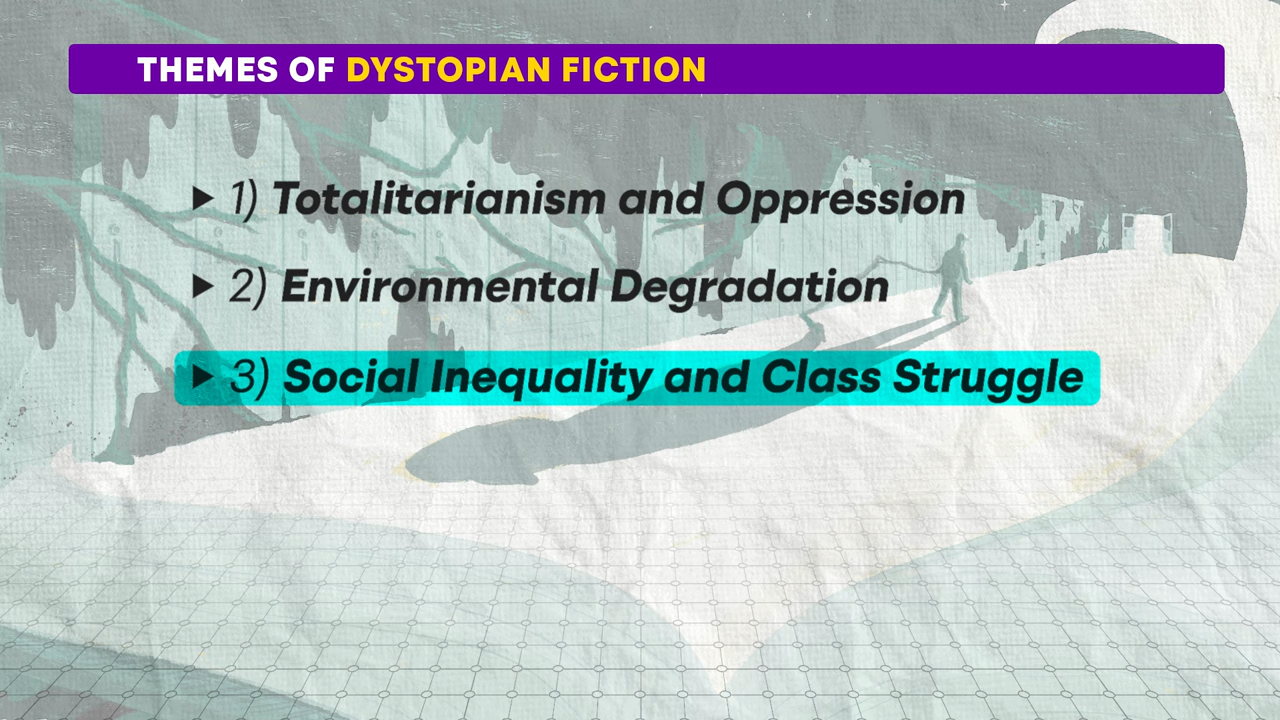 THEMES OF DYSTOPIAN FICTION
▶ 1) Totalitarianism and Oppression
▶ 2) Environmental Degradation
▶ 3) Social Inequality and Class Struggle